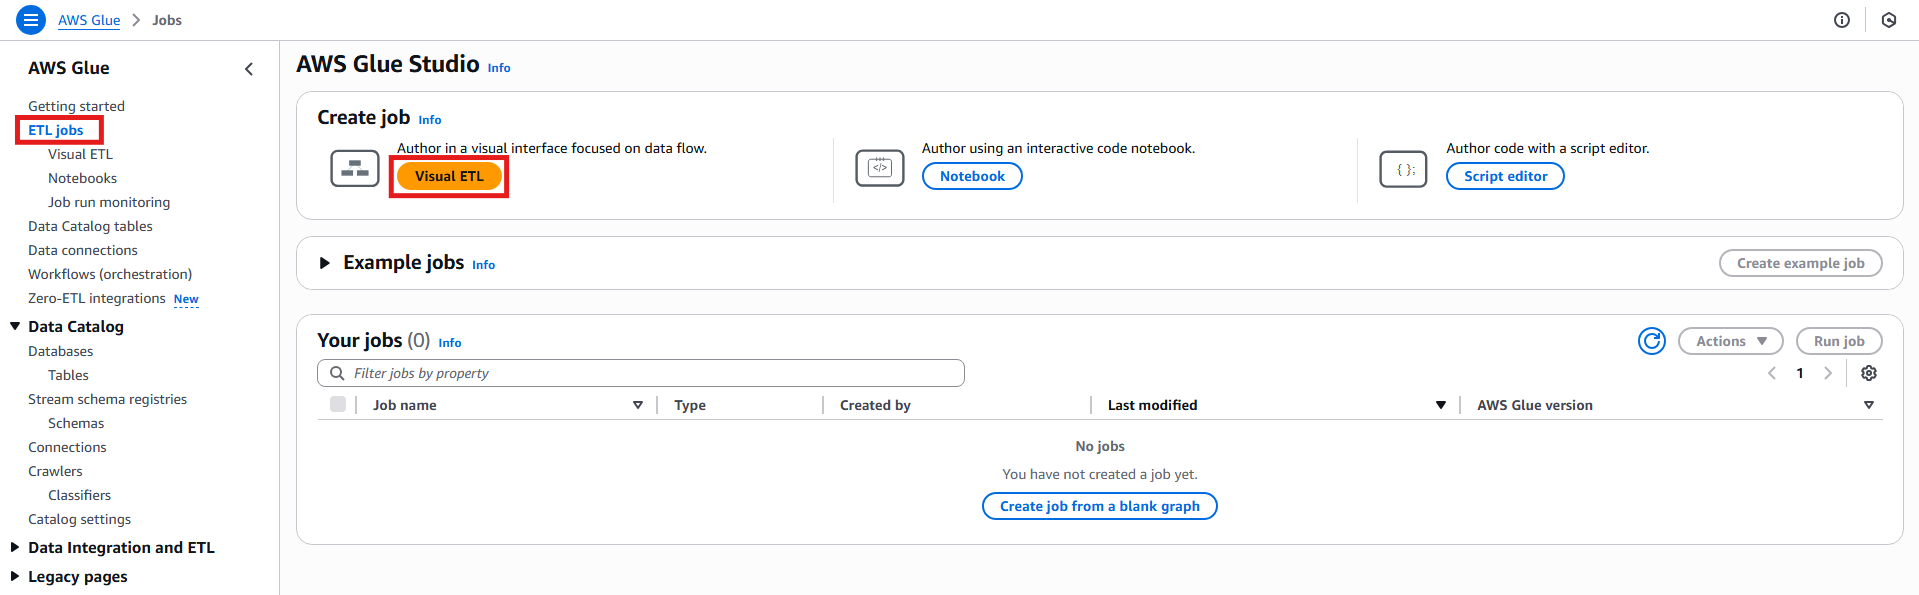 AWS Glue > Jobs
AWS Glue
Getting started
ETL jobs
Visual ETL
Notebooks
Job run monitoring
Data Catalog tables
Data connections
Workflows (orchestration)
Zero-ETL integrations New
Data Catalog
Databases
Tables
Stream schema registries
Schemas
Connections
Crawlers
Classifiers
Catalog settings
Data Integration and ETL
Legacy pages
AWS Glue Studio Info
Create job Info
Author in a visual interface focused on data flow.
Visual ETL
</>
Author using an interactive code notebook.
Notebook
{ };
Author code with a script editor.
Script editor
Example jobs Info
Create example job
Your jobs (0) Info
Actions
Run job
Filter jobs by property
1
Job name Type Created by Last modified AWS Glue version
No jobs
You have not created a job yet.
Create job from a blank graph